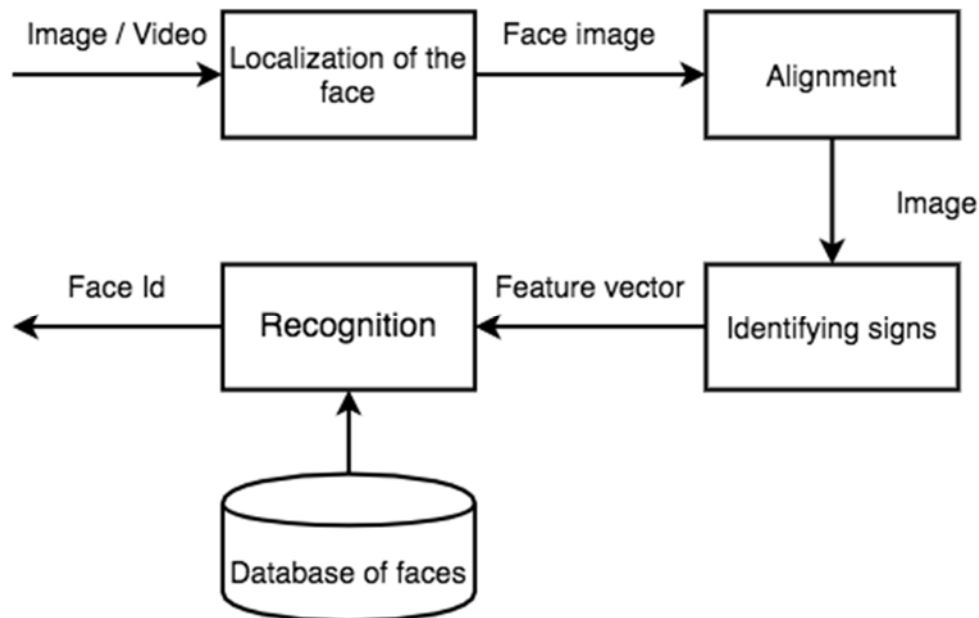 Image / Video
Localization of the
face
Face image
Alignment
Image
Identifying signs
Feature vector
Recognition
Face Id
Database of faces